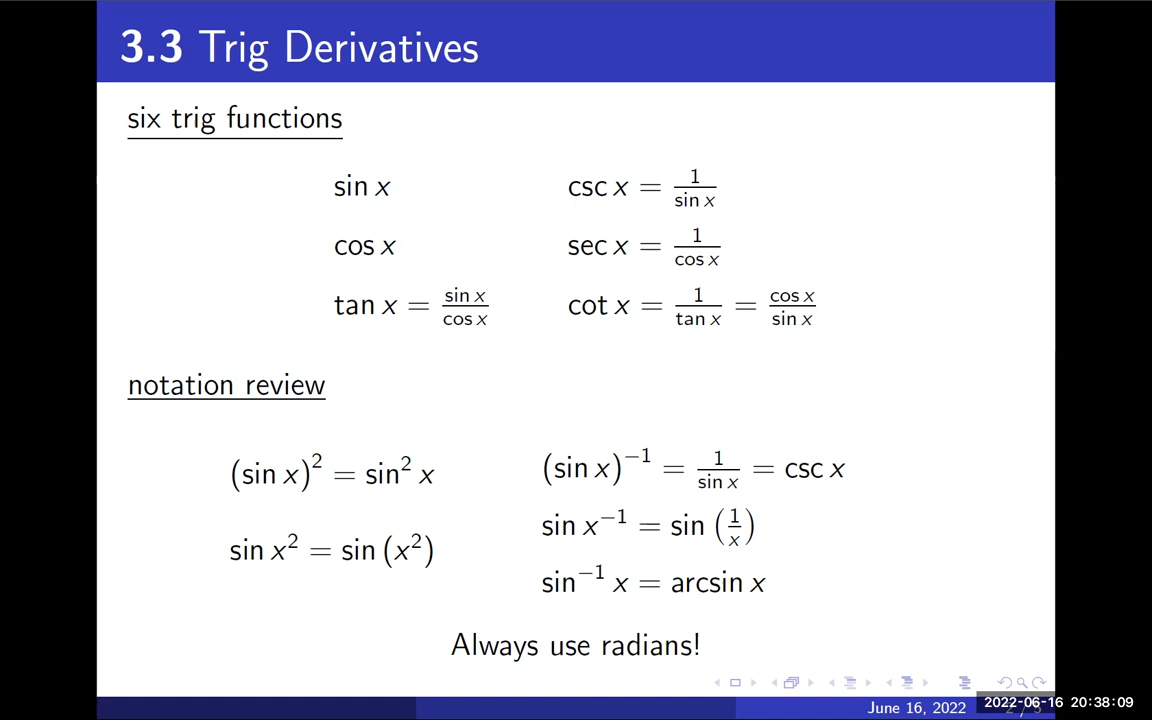 3.3 Trig Derivatives
six trig functions
sin x    csc x = 1/sin x
cos x    sec x = 1/cos x
tan x = sin x/cos x    cot x = 1/tan x = cos x/sin x
notation review
(sin x)² = sin² x    (sin x)⁻¹ = 1/sin x = csc x
sin x⁻¹ = sin (1/x)
sin x² = sin (x²)
sin⁻¹ x = arcsin x
Always use radians!
June 16, 2022
2022-06-16 20:38:09